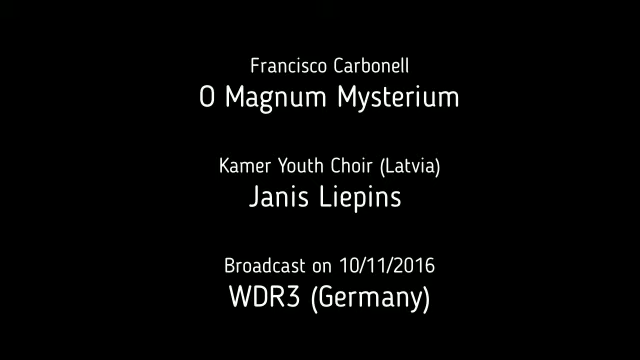 Francisco Carbonell
O Magnum Mysterium
Kamer Youth Choir (Latvia)
Janis Liepins
Broadcast on 10/11/2016
WDR3 (Germany)